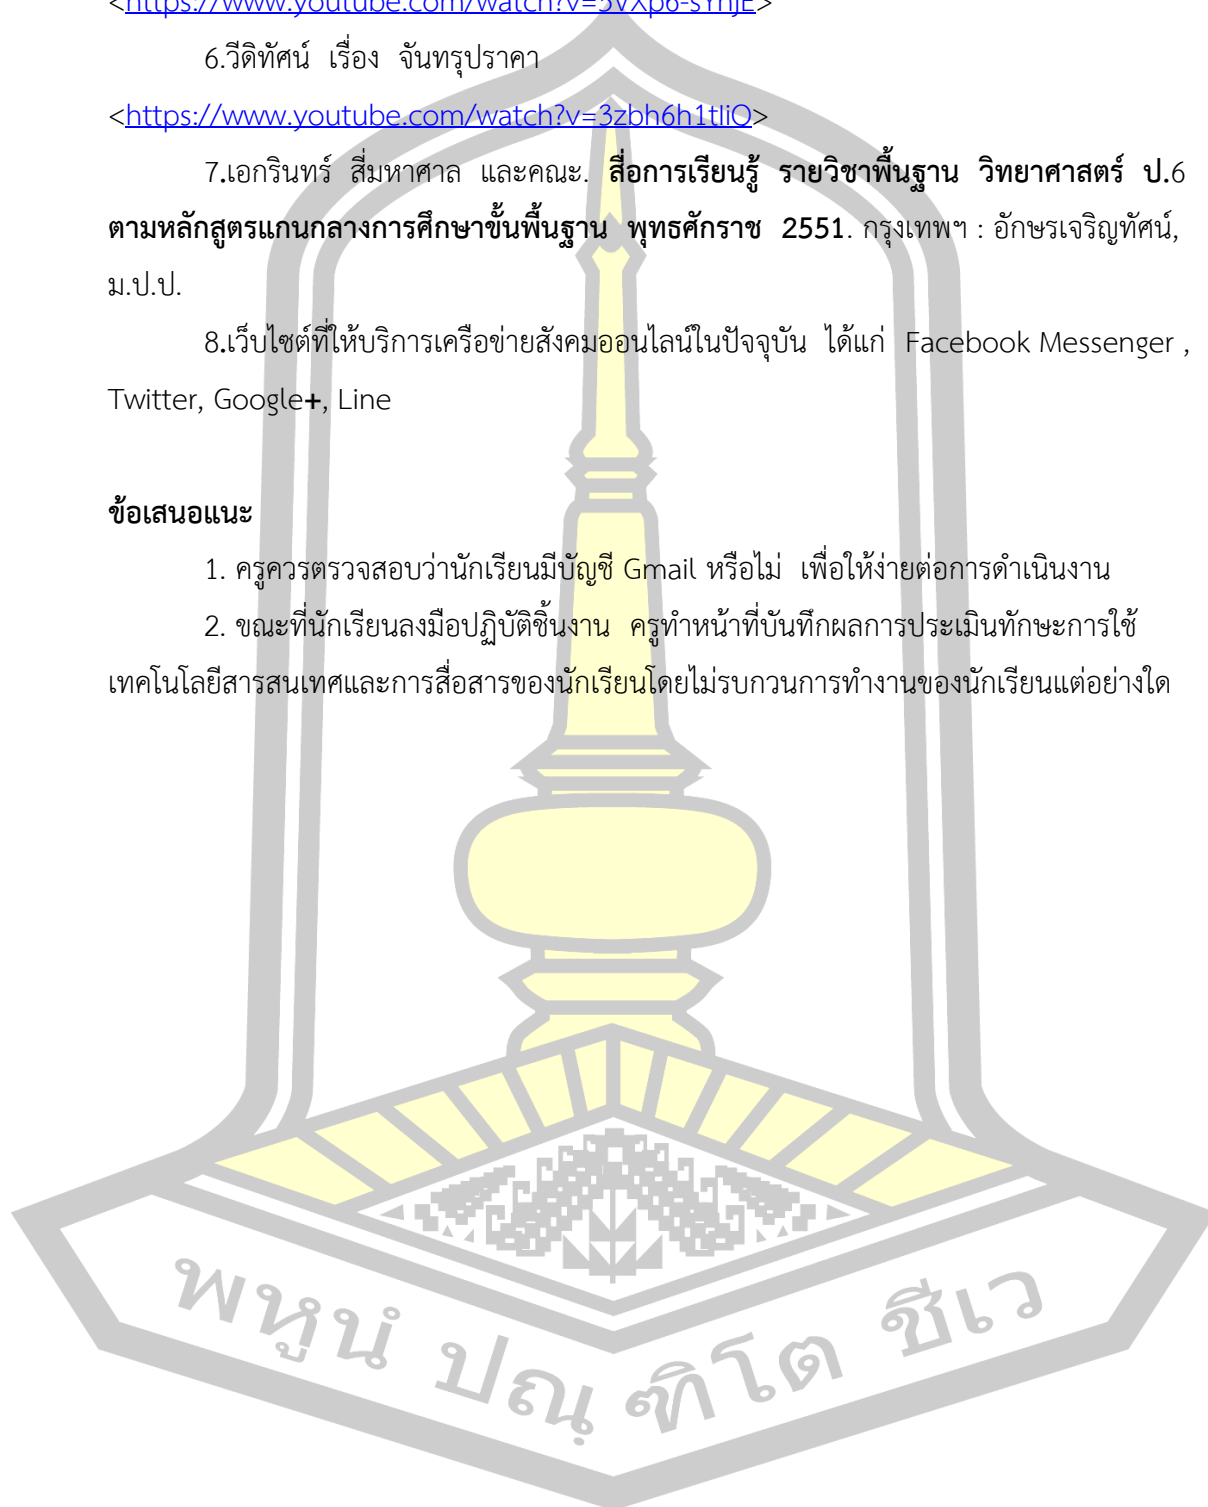 <https://www.youtube.com/watch?v=5VXp6-sYhjE>
6.วีดิทัศน์ เรื่อง จันทรุปราคา
<https://www.youtube.com/watch?v=3zbh6h1tIiO>
7.เอกรินทร์ สี่มหาศาล และคณะ. สื่อการเรียนรู้ รายวิชาพื้นฐาน วิทยาศาสตร์ ป.6
ตามหลักสูตรแกนกลางการศึกษาขั้นพื้นฐาน พุทธศักราช 2551. กรุงเทพฯ : อักษรเจริญทัศน์,
ม.ป.ป.
8.เว็บไซต์ที่ให้บริการเครือข่ายสังคมออนไลน์ในปัจจุบัน ได้แก่ Facebook Messenger ,
Twitter, Google+, Line
ข้อเสนอแนะ
1. ครูควรตรวจสอบว่านักเรียนมีบัญชี Gmail หรือไม่ เพื่อให้ง่ายต่อการดำเนินงาน
2. ขณะที่นักเรียนลงมือปฏิบัติชิ้นงาน ครูทำหน้าที่บันทึกผลการประเมินทักษะการใช้
เทคโนโลยีสารสนเทศและการสื่อสารของนักเรียนโดยไม่รบกวนการทำงานของนักเรียนแต่อย่างใด
พหูนํ ปณฺฑิโต ชีเว